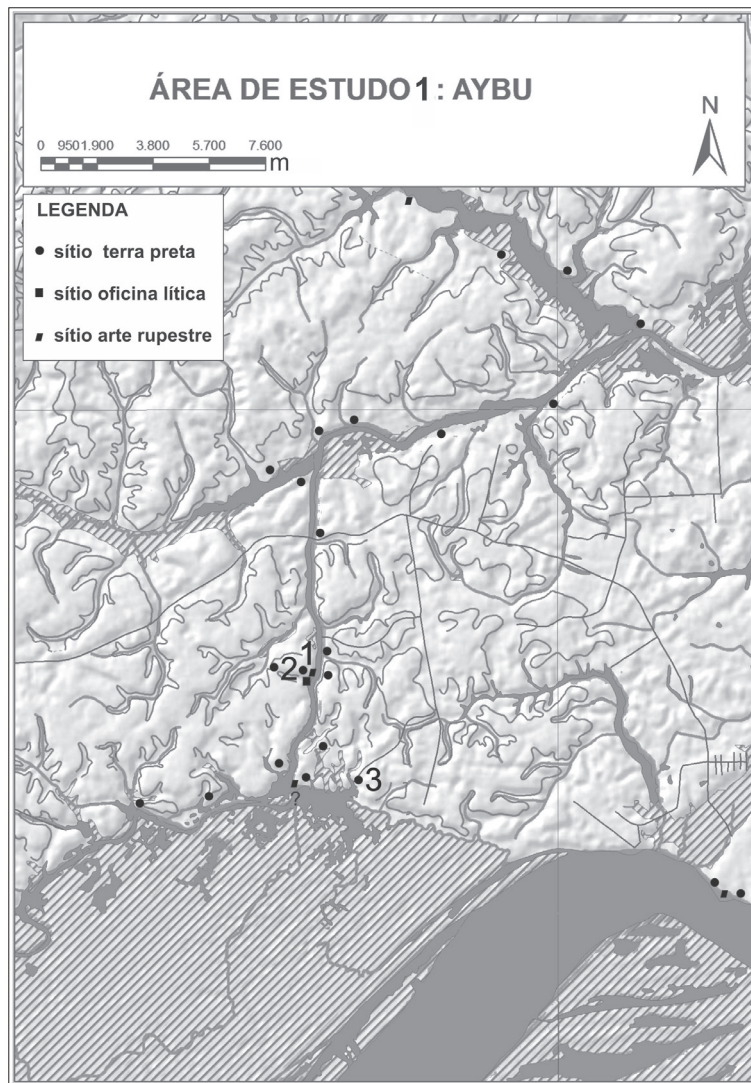 ÁREA DE ESTUDO 1 : AYBU
N
0 950 1.900 3.800 5.700 7.600
m
LEGENDA
sítio terra preta
sítio oficina lítica
sítio arte rupestre
1
2
3
?